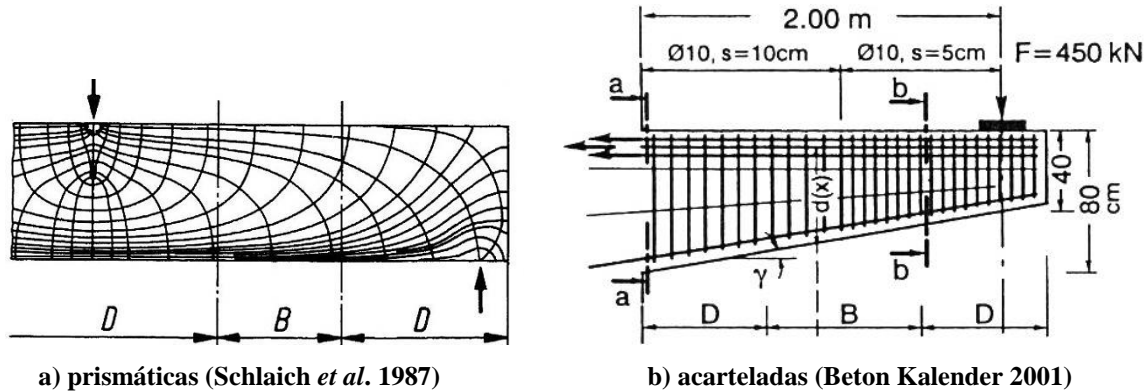 2.00 m
Ø10, s=10cm Ø10, s=5cm F=450 kN
a b
d(x)
40
80
cm
γ
b
a
D B D
D B D
a) prismáticas (Schlaich et al. 1987) b) acarteladas (Beton Kalender 2001)